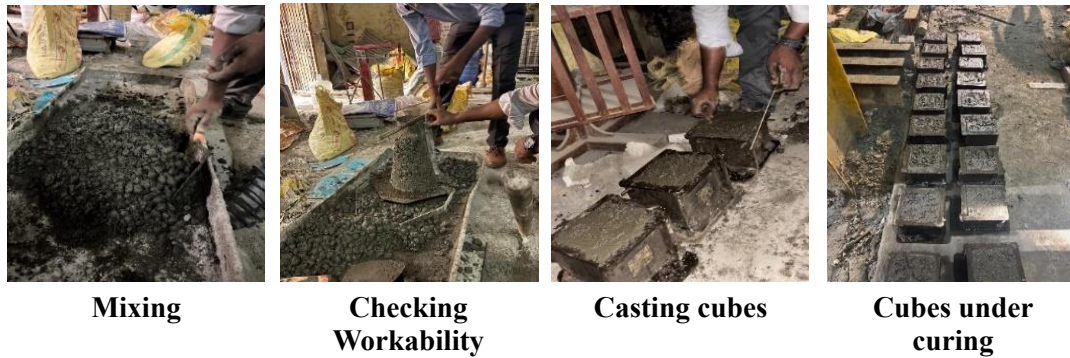 Mixing
Checking
Workability
Casting cubes
Cubes under
curing